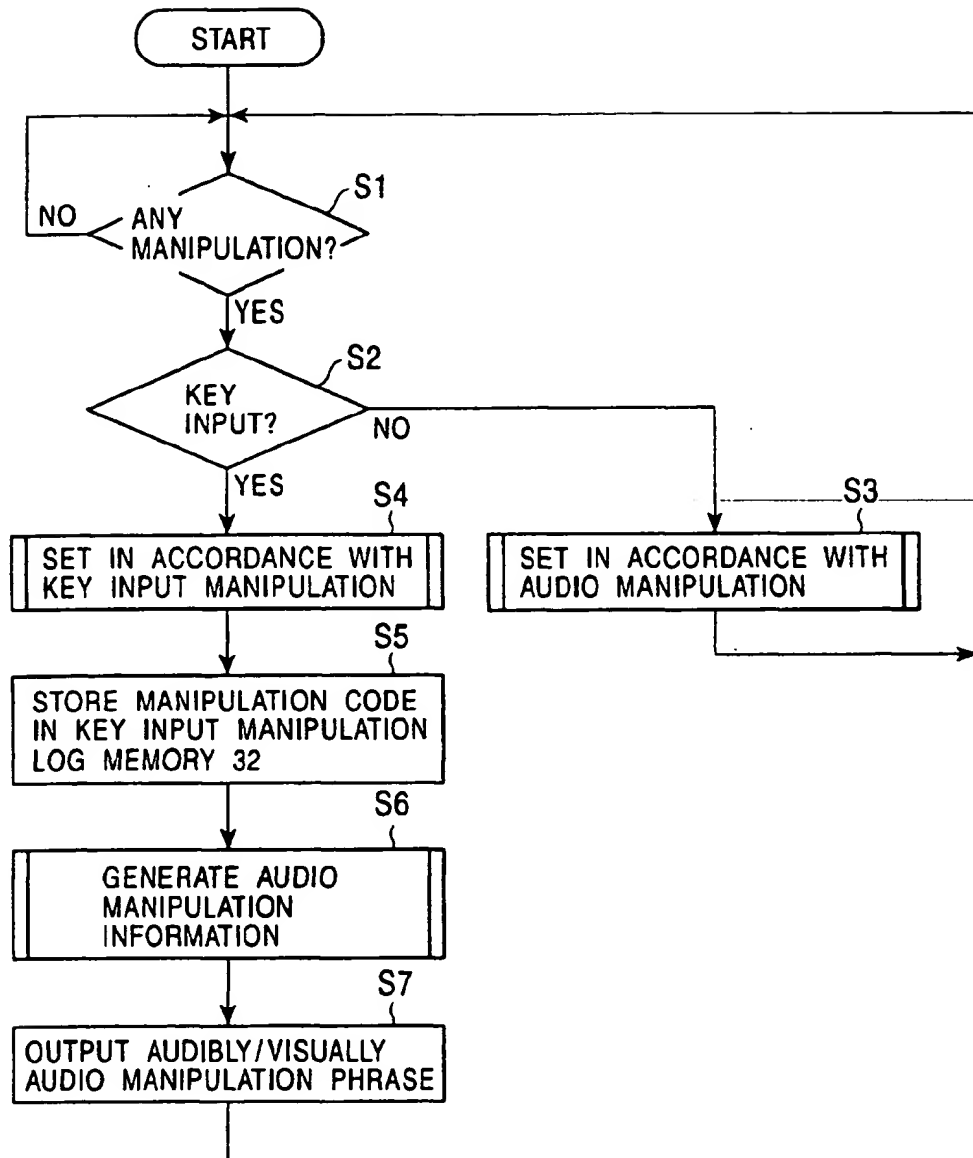 START
S1
NO
ANY
MANIPULATION?
YES
S2
KEY
INPUT?
NO
YES
S4
S3
SET IN ACCORDANCE WITH
KEY INPUT MANIPULATION
SET IN ACCORDANCE WITH
AUDIO MANIPULATION
S5
STORE MANIPULATION CODE
IN KEY INPUT MANIPULATION
LOG MEMORY 32
S6
GENERATE AUDIO
MANIPULATION
INFORMATION
S7
OUTPUT AUDIBLY/VISUALLY
AUDIO MANIPULATION PHRASE